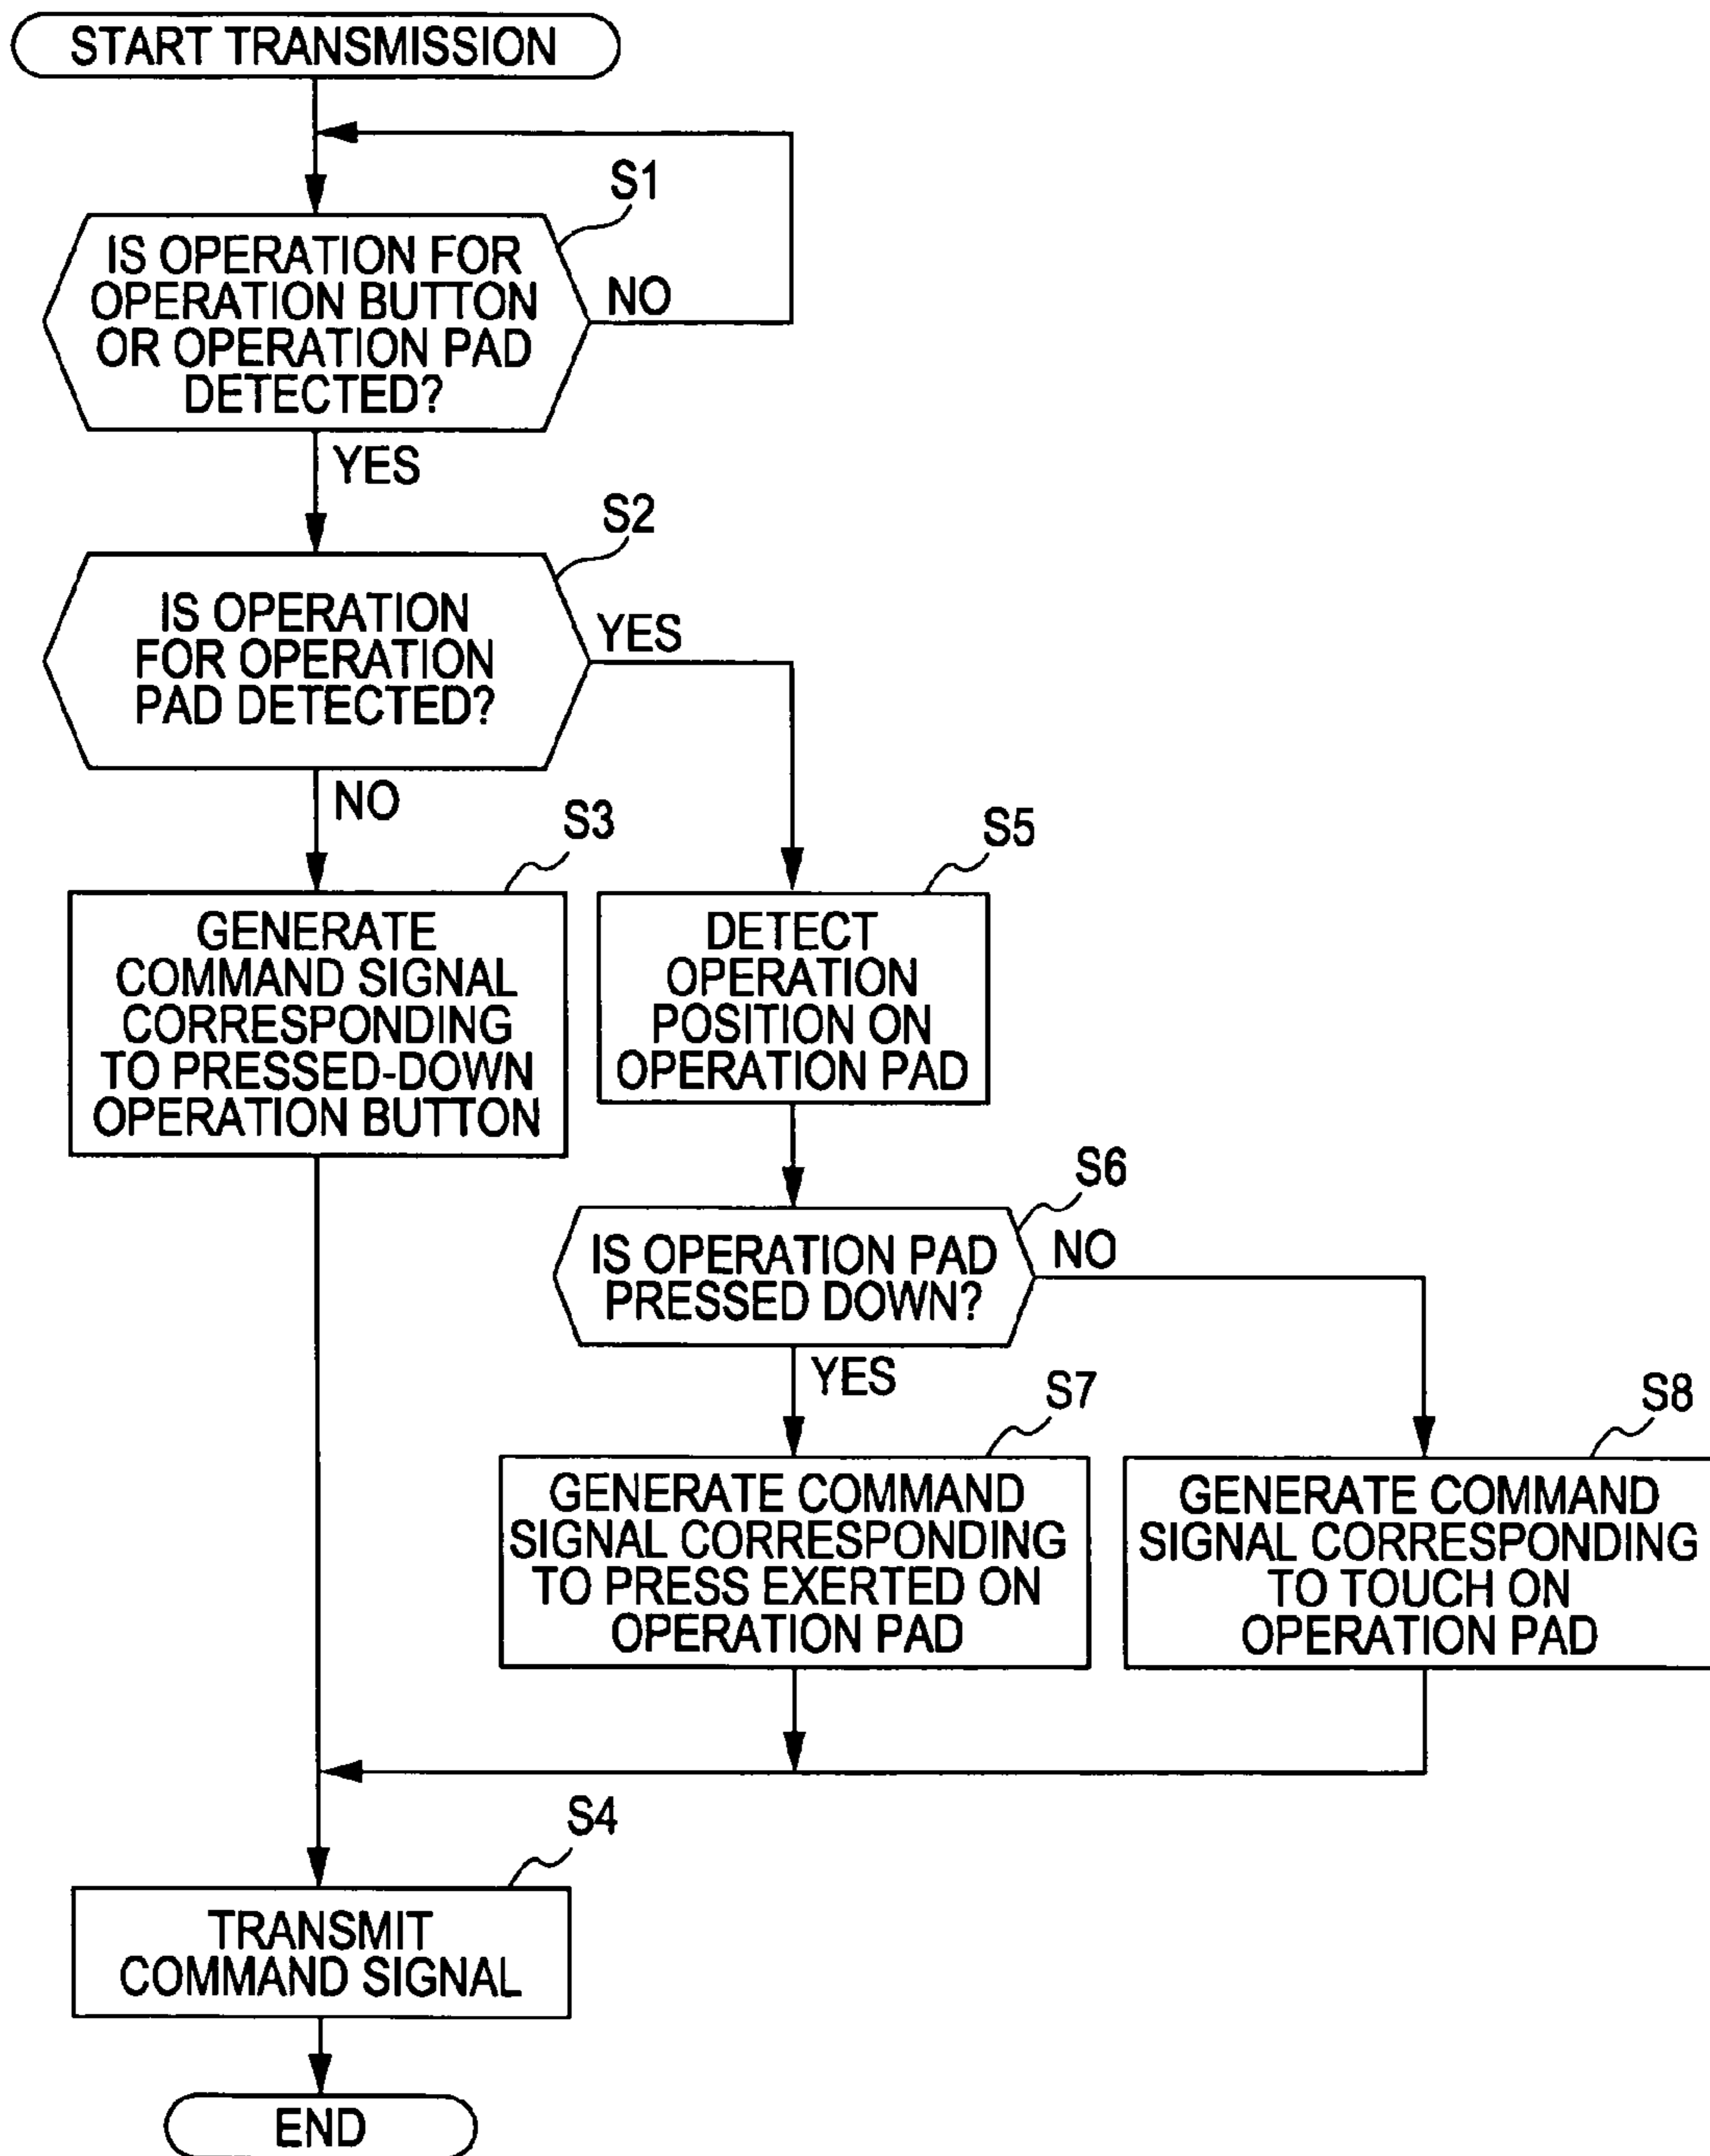 START TRANSMISSION
S1
IS OPERATION FOR
OPERATION BUTTON
OR OPERATION PAD
DETECTED?
NO
YES
S2
IS OPERATION
FOR OPERATION
PAD DETECTED?
YES
NO
S3
GENERATE
COMMAND SIGNAL
CORRESPONDING
TO PRESSED-DOWN
OPERATION BUTTON
S5
DETECT
OPERATION
POSITION ON
OPERATION PAD
S6
IS OPERATION PAD
PRESSED DOWN?
NO
YES
S7
GENERATE COMMAND
SIGNAL CORRESPONDING
TO PRESS EXERTED ON
OPERATION PAD
S8
GENERATE COMMAND
SIGNAL CORRESPONDING
TO TOUCH ON
OPERATION PAD
S4
TRANSMIT
COMMAND SIGNAL
END